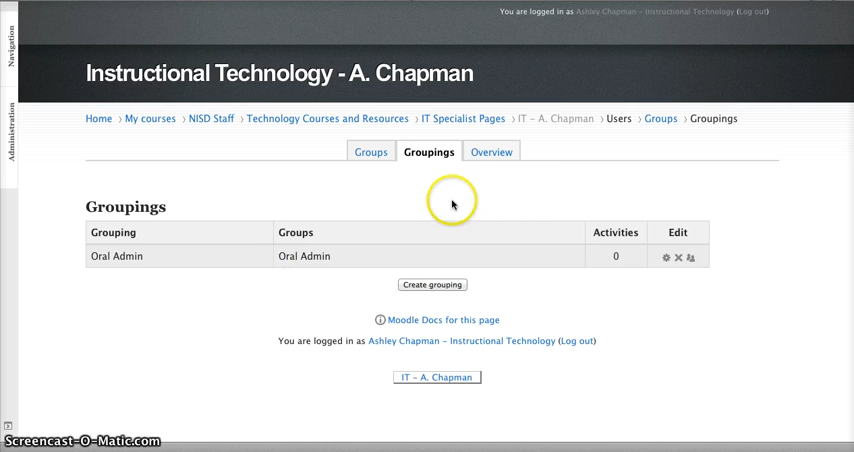 You are logged in as Ashley Chapman - Instructional Technology (Log out)
Navigation
Administration
Instructional Technology - A. Chapman
Home › My courses › NISD Staff › Technology Courses and Resources › IT Specialist Pages › IT - A. Chapman › Users › Groups › Groupings
Groups Groupings Overview
Groupings
Grouping Groups Activities Edit
Oral Admin Oral Admin 0
Create grouping
Moodle Docs for this page
You are logged in as Ashley Chapman - Instructional Technology (Log out)
IT - A. Chapman
Screencast-O-Matic.com